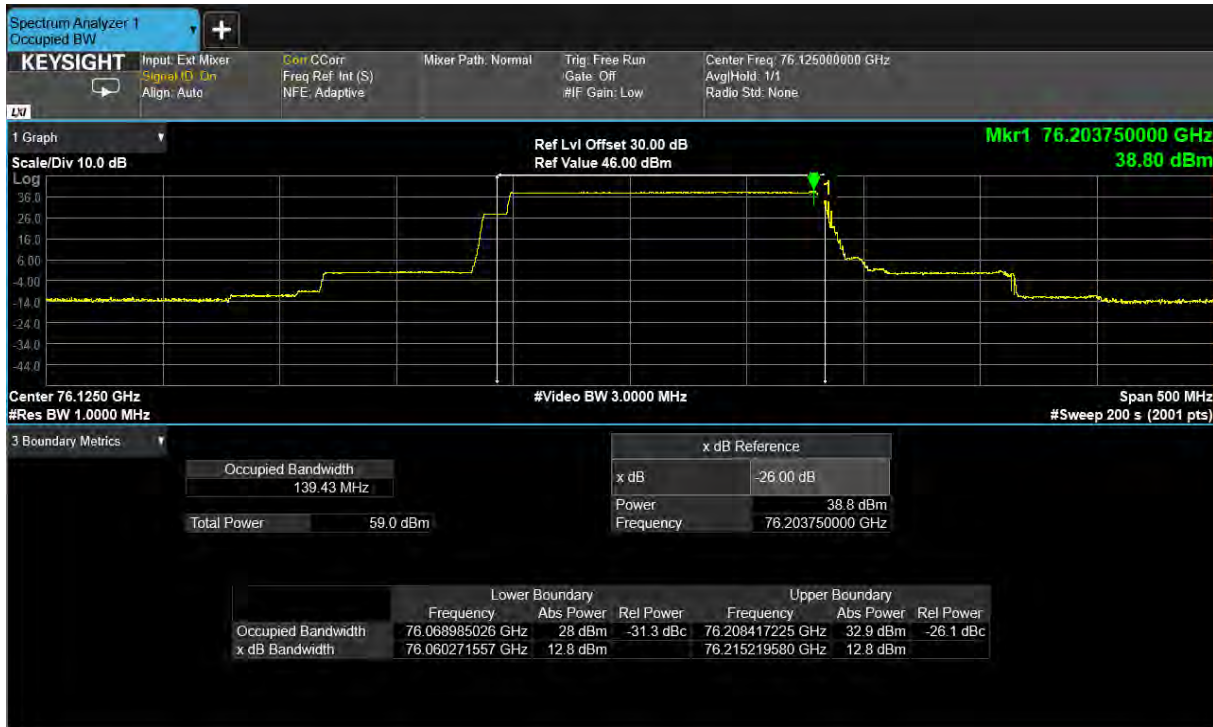 Spectrum Analyzer 1
Occupied BW
+
KEYSIGHT Input: Ext Mixer Corr CCorr Mixer Path: Normal Trig: Free Run Center Freq: 76.125000000 GHz
Signal ID: On Freq Ref: Int (S) Gate: Off Avg|Hold: 1/1
Align: Auto NFE: Adaptive #IF Gain: Low Radio Std: None
LXI
1 Graph Ref Lvl Offset 30.00 dB Mkr1 76.203750000 GHz
Scale/Div 10.0 dB Ref Value 46.00 dBm 38.80 dBm
Log
1
36.0
26.0
16.0
6.00
-4.00
-14.0
-24.0
-34.0
-44.0
Center 76.1250 GHz #Video BW 3.0000 MHz Span 500 MHz
#Res BW 1.0000 MHz #Sweep 200 s (2001 pts)
3 Boundary Metrics
x dB Reference
Occupied Bandwidth
139.43 MHz
x dB -26.00 dB
Power 38.8 dBm
Total Power 59.0 dBm Frequency 76.203750000 GHz
Lower Boundary Upper Boundary
Frequency Abs Power Rel Power Frequency Abs Power Rel Power
Occupied Bandwidth 76.068985026 GHz 28 dBm -31.3 dBc 76.208417225 GHz 32.9 dBm -26.1 dBc
x dB Bandwidth 76.060271557 GHz 12.8 dBm 76.215219580 GHz 12.8 dBm